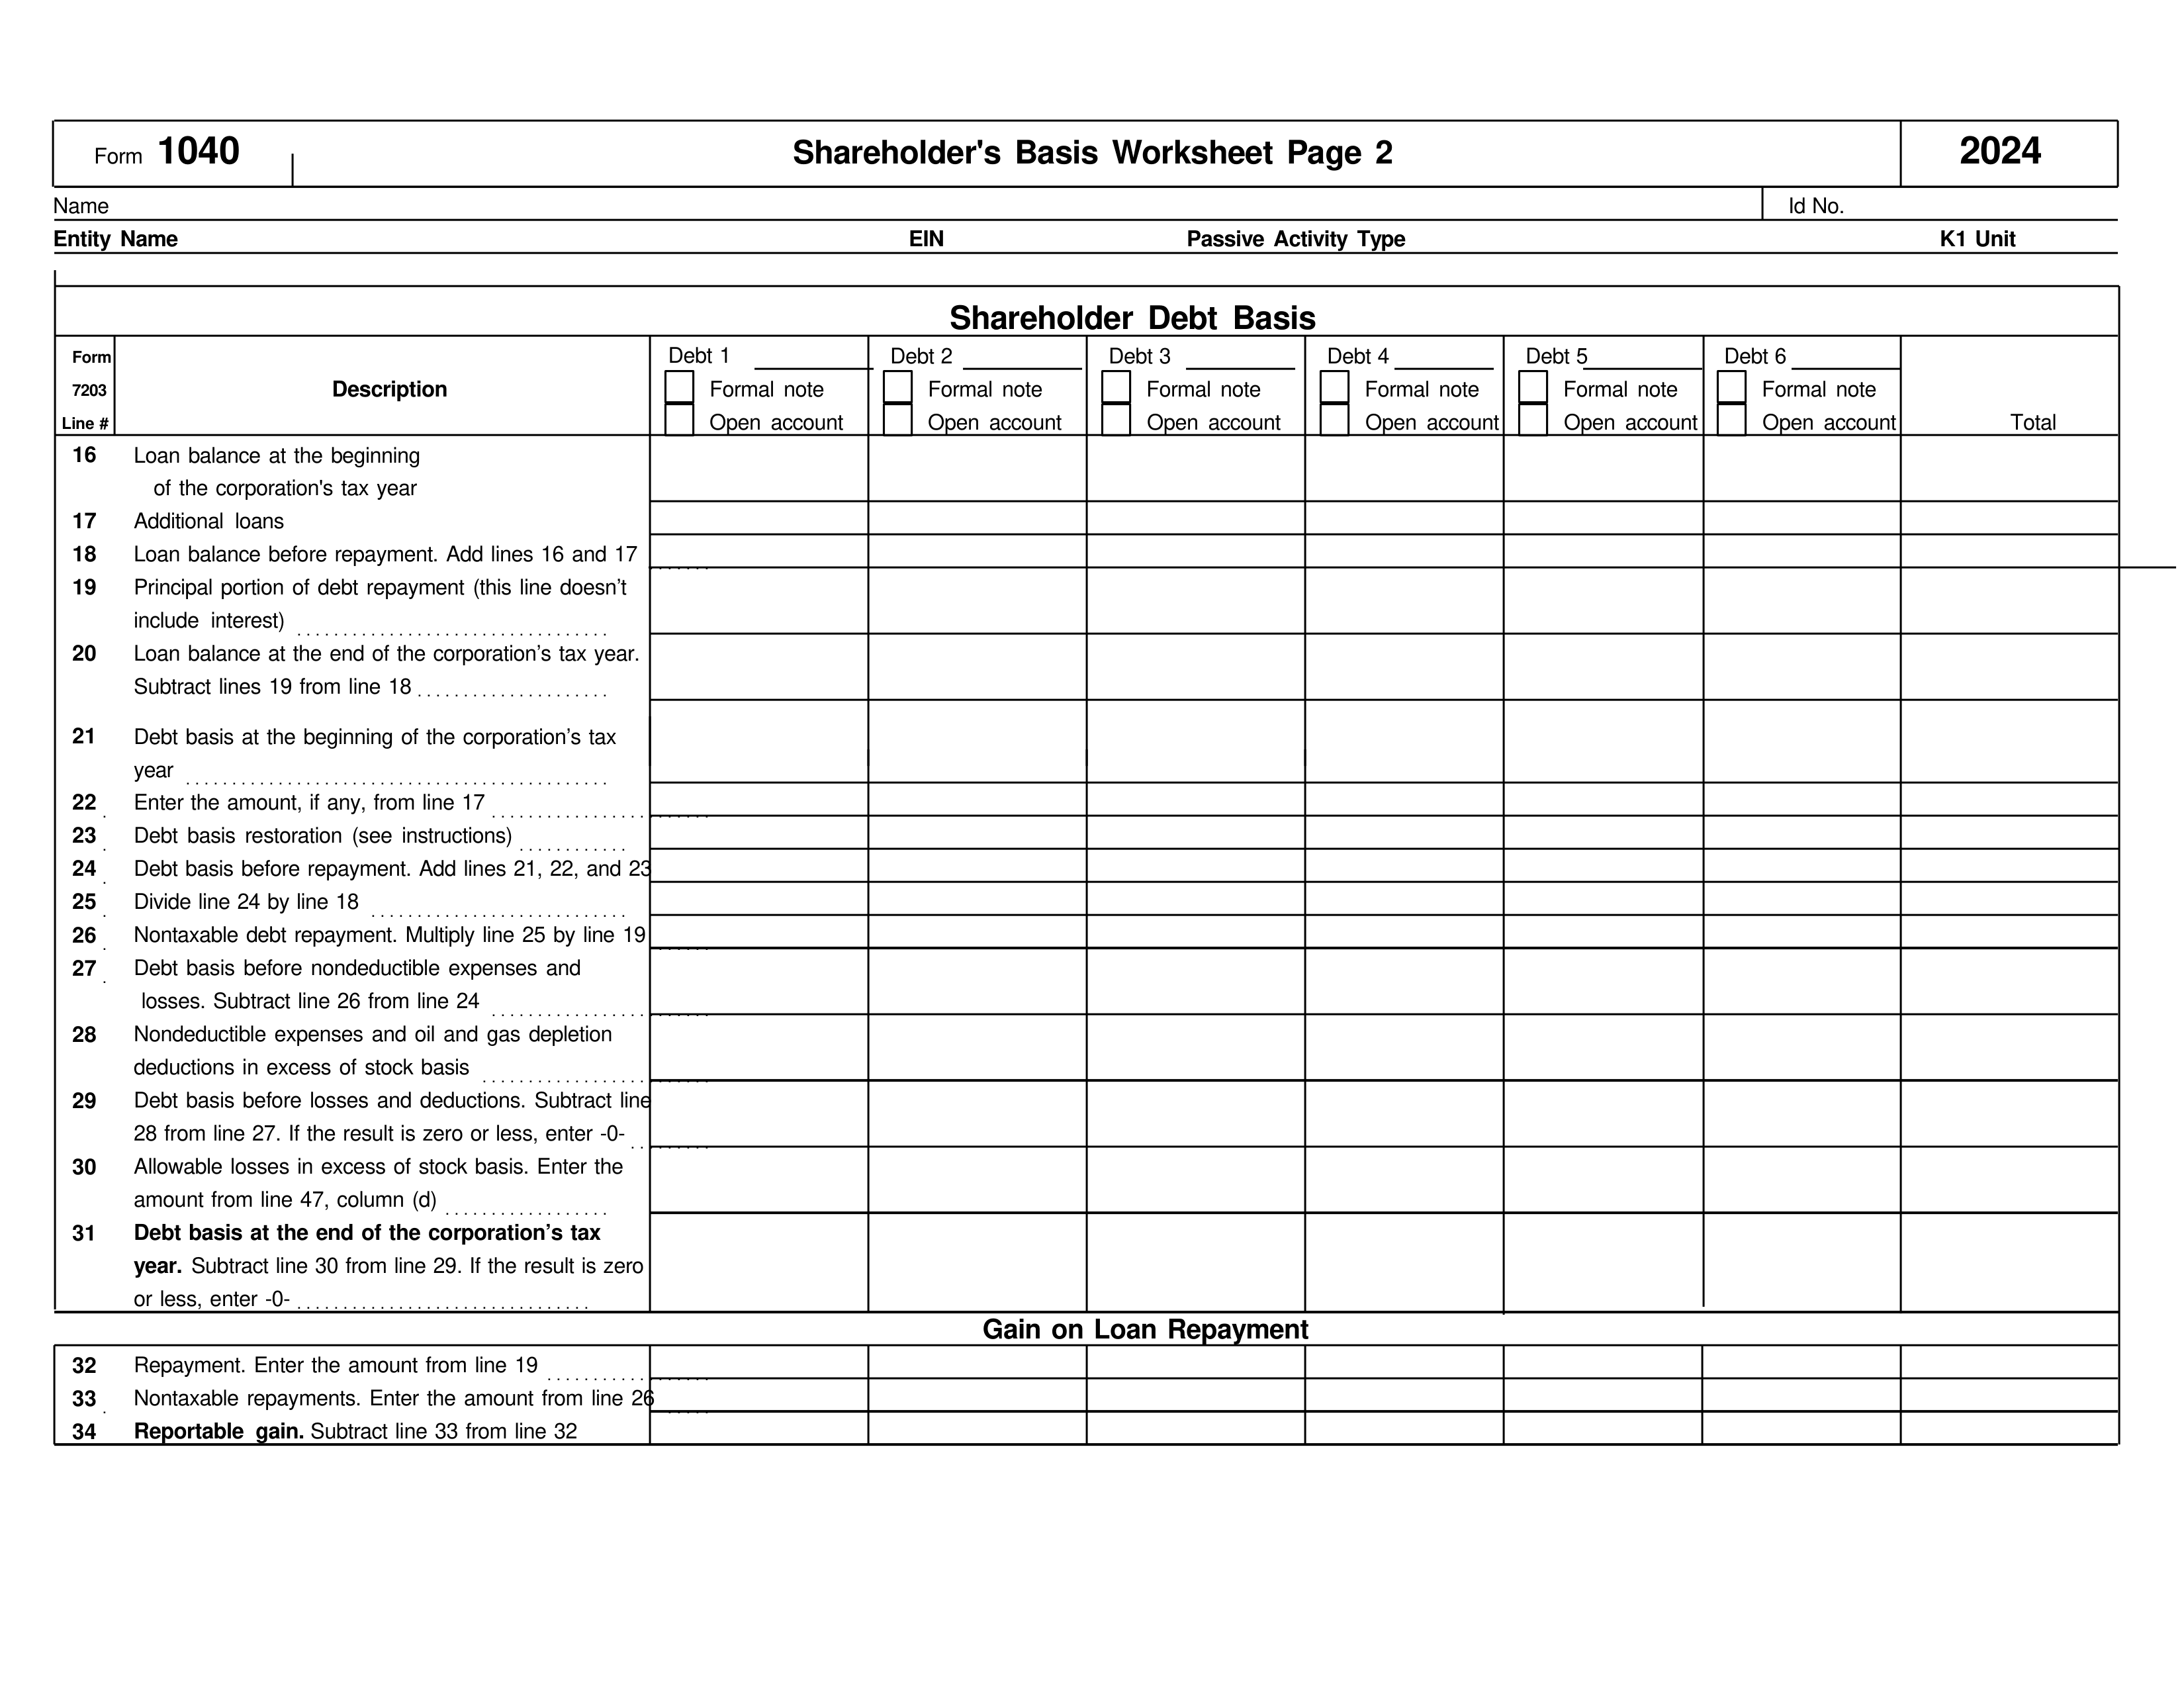 Form 1040 Shareholder's Basis Worksheet Page 2 2024
Name Id No.
Entity Name EIN Passive Activity Type K1 Unit
Shareholder Debt Basis
Form Debt 1 Debt 2 Debt 3 Debt 4 Debt 5 Debt 6
7203 Description Formal note Formal note Formal note Formal note Formal note Formal note
Line # Open account Open account Open account Open account Open account Open account Total
16 Loan balance at the beginning
of the corporation's tax year
17 Additional loans
18 Loan balance before repayment. Add lines 16 and 17
19 Principal portion of debt repayment (this line doesn’t
include interest)
20 Loan balance at the end of the corporation’s tax year.
Subtract lines 19 from line 18
21 Debt basis at the beginning of the corporation’s tax
year
22 Enter the amount, if any, from line 17
23 Debt basis restoration (see instructions)
24 Debt basis before repayment. Add lines 21, 22, and 23
25 Divide line 24 by line 18
26 Nontaxable debt repayment. Multiply line 25 by line 19
27 Debt basis before nondeductible expenses and
losses. Subtract line 26 from line 24
28 Nondeductible expenses and oil and gas depletion
deductions in excess of stock basis
29 Debt basis before losses and deductions. Subtract line
28 from line 27. If the result is zero or less, enter -0-
30 Allowable losses in excess of stock basis. Enter the
amount from line 47, column (d)
31 Debt basis at the end of the corporation’s tax
year. Subtract line 30 from line 29. If the result is zero
or less, enter -0-
Gain on Loan Repayment
32 Repayment. Enter the amount from line 19
33 Nontaxable repayments. Enter the amount from line 26
34 Reportable gain. Subtract line 33 from line 32